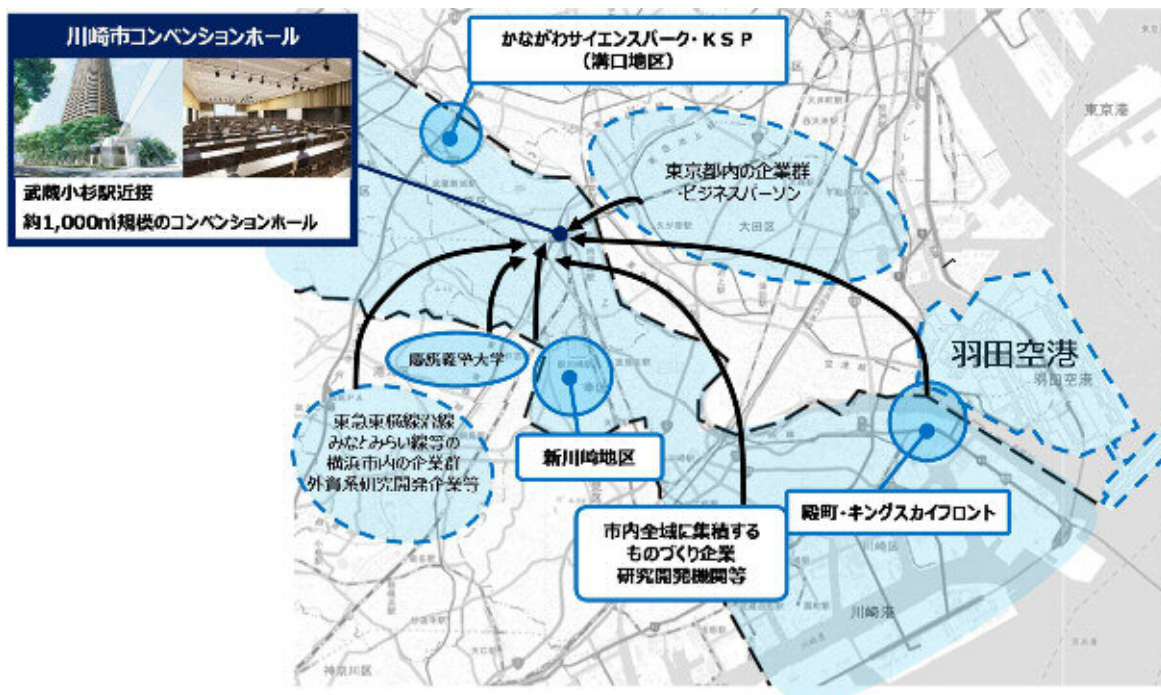 川崎市コンベンションホール
武蔵小杉駅近接
約1,000㎡規模のコンベンションホール
かながわサイエンスパーク・KSP
(溝口地区)
東京都内の企業群
・ビジネスパーソン
大田区
東京港
羽田空港
羽田空港
慶應義塾大学
東急東横線沿線
みなとみらい線等の
横浜市内の企業群
外資系研究開発企業等
新川崎地区
殿町・キングスカイフロント
市内全域に集積する
ものづくり企業
研究開発機関等
川崎区
川崎港
神奈川区